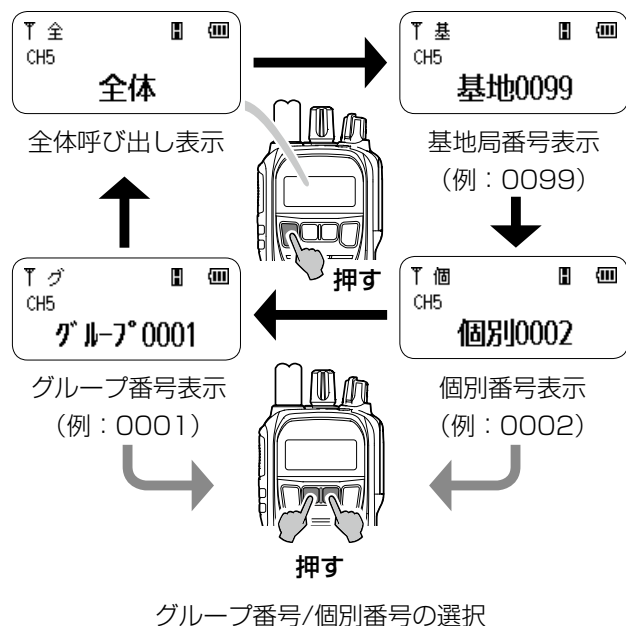 全
CH5
全体
全体呼び出し表示
基
CH5
基地0099
基地局番号表示
(例：0099)
押す
グ
CH5
グループ0001
グループ番号表示
(例：0001)
個
CH5
個別0002
個別番号表示
(例：0002)
押す
グループ番号/個別番号の選択